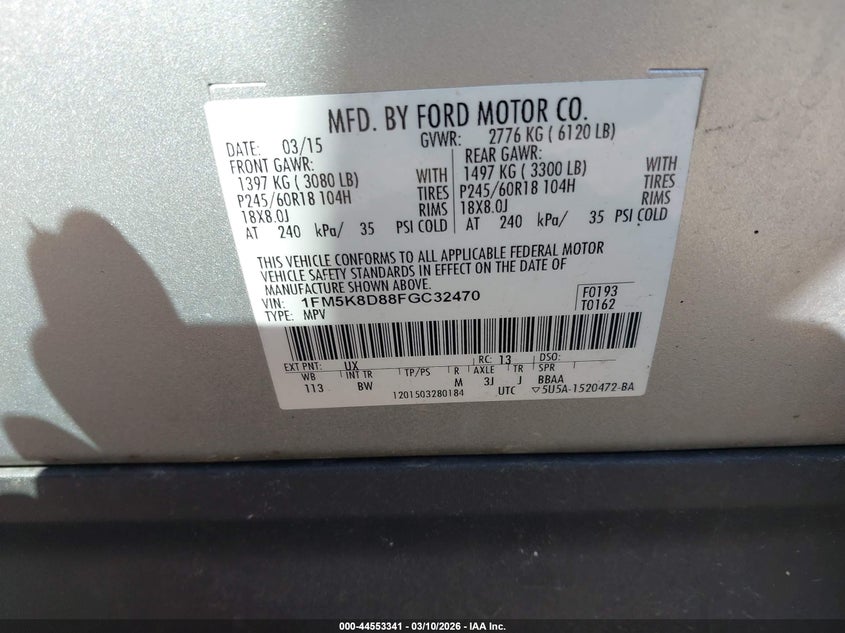 MFD. BY FORD MOTOR CO.
DATE: 03/15 GVWR: 2776 KG ( 6120 LB)
FRONT GAWR: REAR GAWR:
1397 KG ( 3080 LB) WITH 1497 KG ( 3300 LB) WITH
P245/60R18 104H TIRES P245/60R18 104H TIRES
18X8.0J RIMS 18X8.0J RIMS
AT 240 kPa/ 35 PSI COLD AT 240 kPa/ 35 PSI COLD
THIS VEHICLE CONFORMS TO ALL APPLICABLE FEDERAL MOTOR
VEHICLE SAFETY STANDARDS IN EFFECT ON THE DATE OF
MANUFACTURE SHOWN ABOVE.
VIN: 1FM5K8D88FGC32470 F0193
TYPE: MPV T0162
EXT PNT: UX RC: 13 DSO:
WB INT TR TP/PS R AXLE TR SPR
113 BW M 3J J BBAA
1201503280184 UTC ▽5U5A-1520472-BA
000-44553341 — 03/10/2026 — IAA Inc.